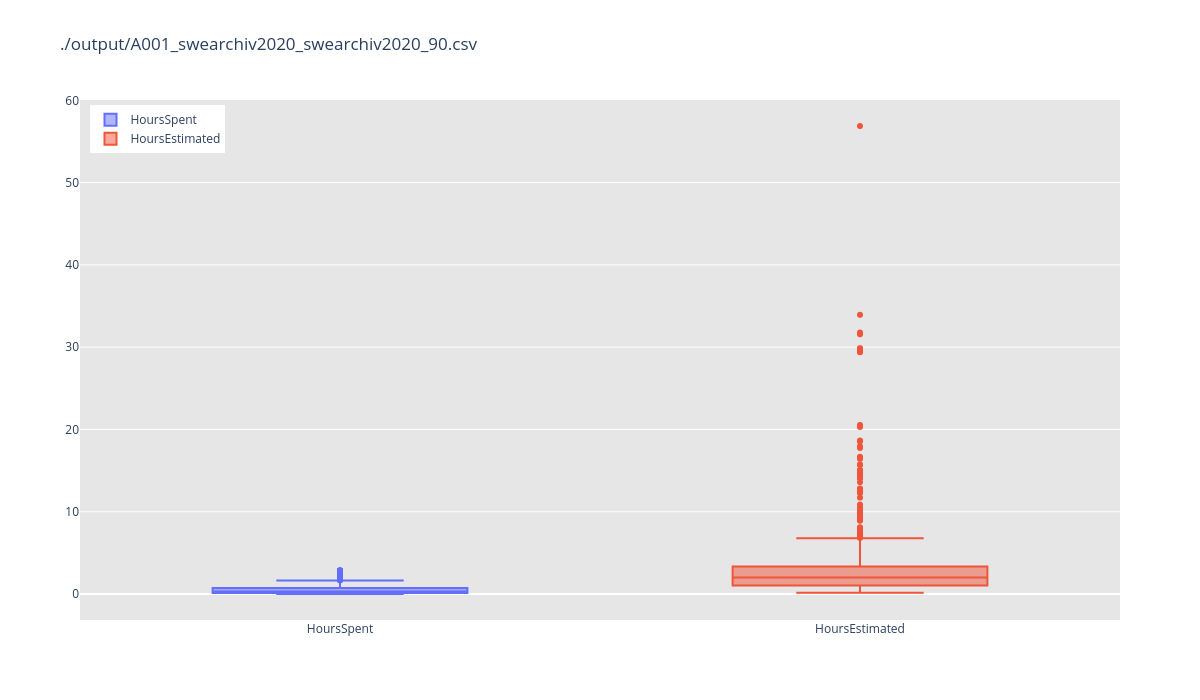 ./output/A001_swearchiv2020_swearchiv2020_90.csv
60
HoursSpent
HoursEstimated
50
40
30
20
10
0
HoursSpent HoursEstimated